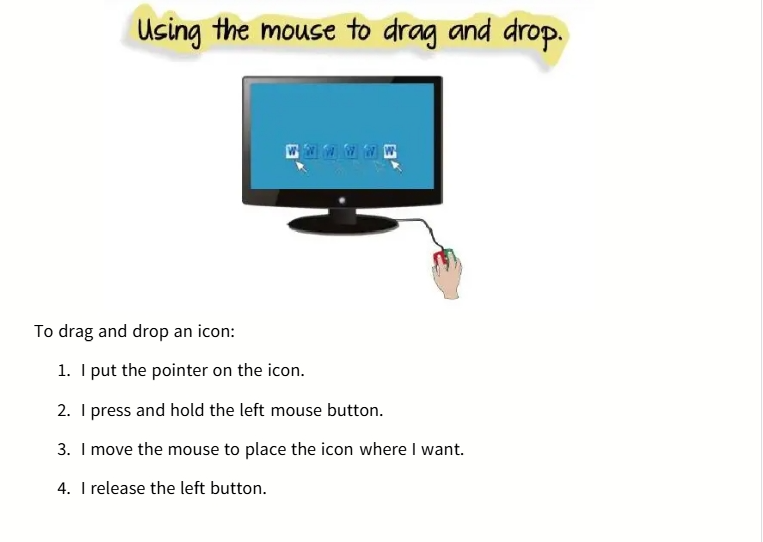 Using the mouse to drag and drop.
W W W W W W
To drag and drop an icon:
1. I put the pointer on the icon.
2. I press and hold the left mouse button.
3. I move the mouse to place the icon where I want.
4. I release the left button.